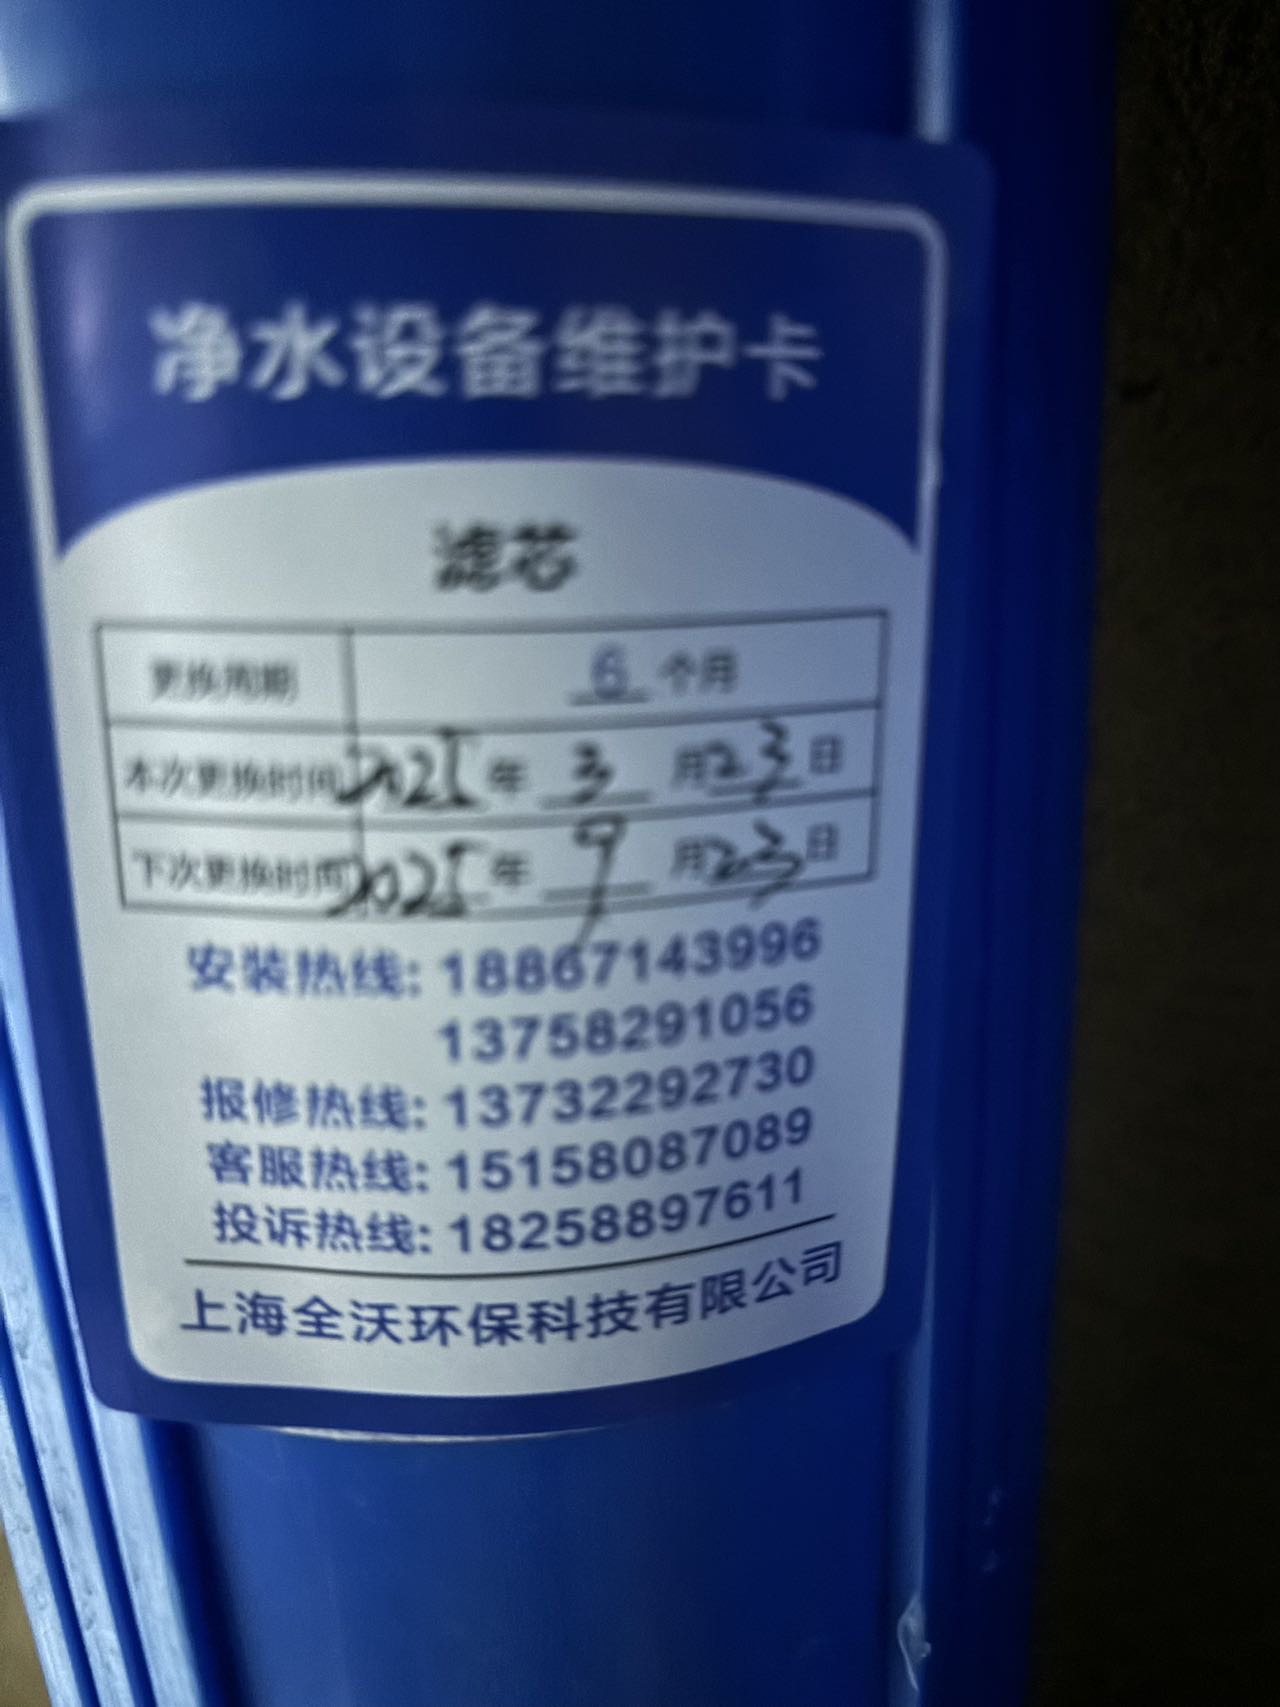 净水设备维护卡
滤芯
更换周期 6 个月
本次更换时间 2025 年 3 月 23 日
下次更换时间 2025 年 9 月 23 日
安装热线: 18867143996
13758291056
报修热线: 13732292730
客服热线: 15158087089
投诉热线: 18258897611
上海全沃环保科技有限公司